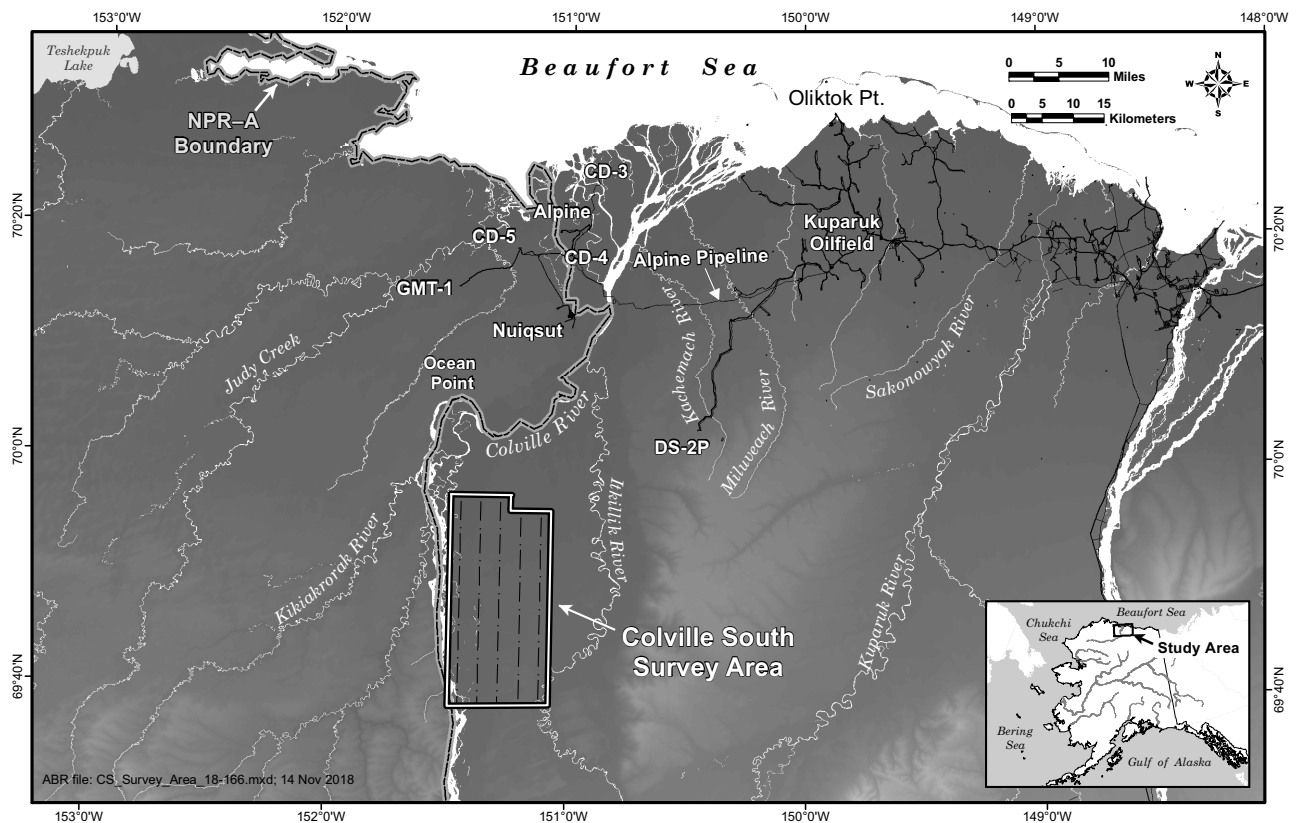 153°0'W 152°0'W 151°0'W 150°0'W 149°0'W 148°0'W
Teshekpuk
Lake
Beaufort Sea
0 5 10
Miles
0 5 10 15
Kilometers
N
W E
S
Oliktok Pt.
NPR–A
Boundary
CD-3
70°20'N
Alpine
CD-5
Kuparuk
Oilfield
70°20'N
CD-4
Alpine Pipeline
GMT-1
Nuiqsut
Kachemach River
Sakonowyak River
Judy Creek
Ocean
Point
Miluveach River
Colville River
DS-2P
70°0'N
70°0'N
Itkillik River
Kikiakrorak River
Kuparuk River
Colville South
Survey Area
69°40'N
69°40'N
Beaufort Sea
Chukchi
Sea
Study Area
Bering
Sea
Gulf of Alaska
ABR file: CS_Survey_Area_18-166.mxd; 14 Nov 2018
153°0'W 152°0'W 151°0'W 150°0'W 149°0'W